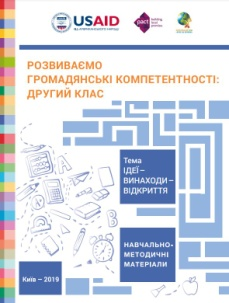 USAID
pact
РОЗВИВАЄМО
ГРОМАДЯНСЬКІ КОМПЕТЕНТНОСТІ:
ДРУГИЙ КЛАС
Тема
ІДЕЇ –
ВИНАХОДИ –
ВІДКРИТТЯ
НАВЧАЛЬНО-
МЕТОДИЧНІ
МАТЕРІАЛИ
Київ – 2019